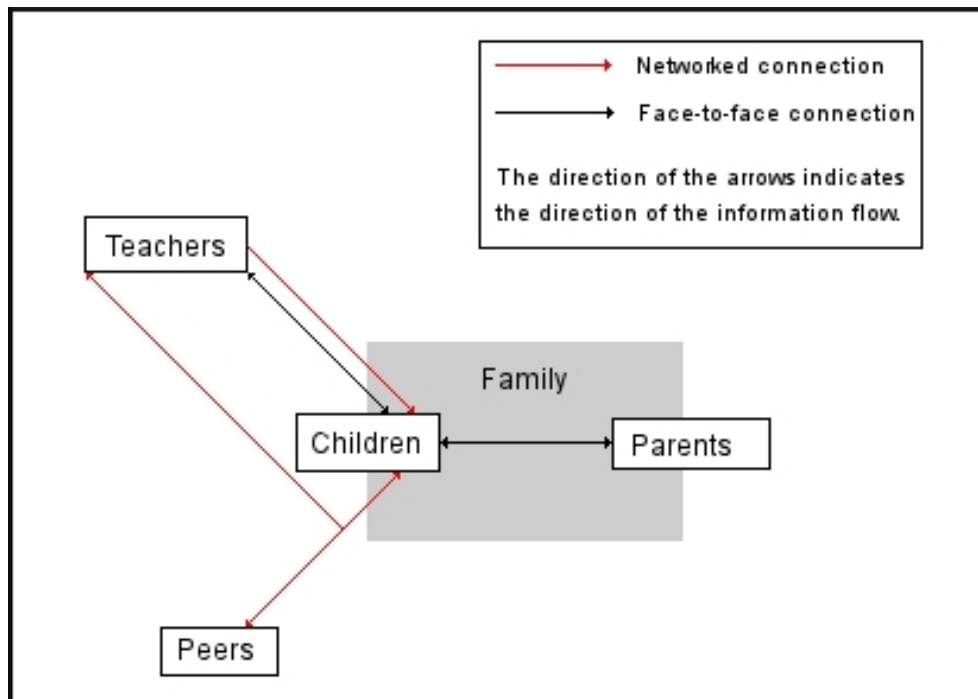 Networked connection
Face-to-face connection
The direction of the arrows indicates
the direction of the information flow.
Teachers
Family
Children
Parents
Peers